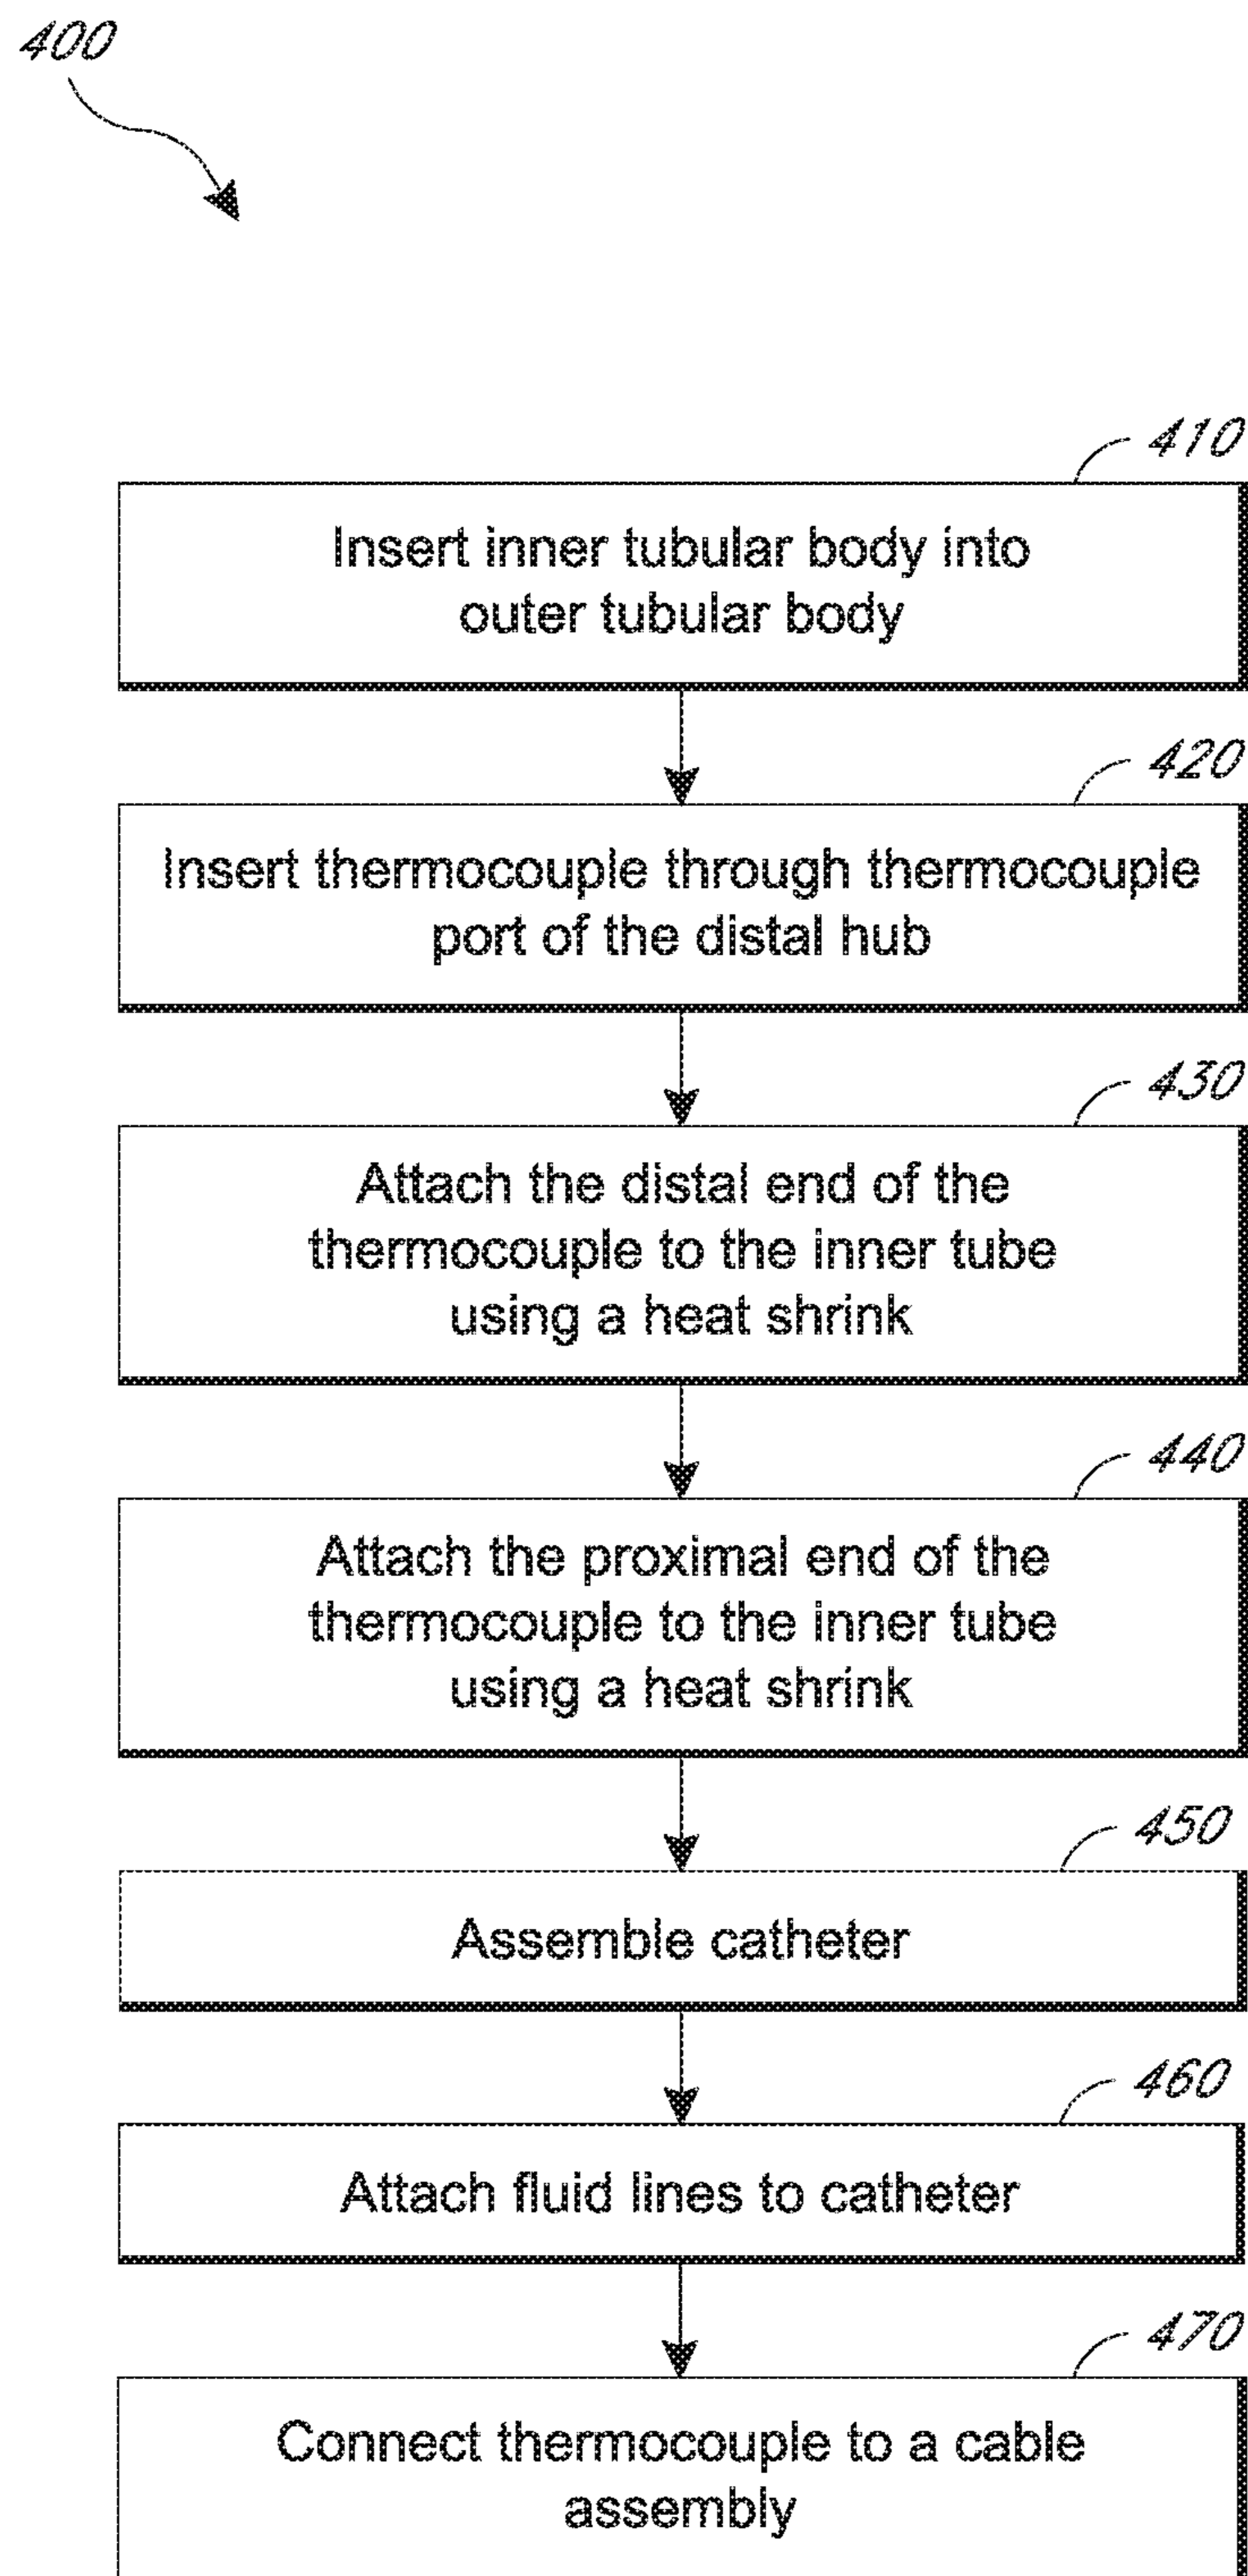 400
410
Insert inner tubular body into
outer tubular body
420
Insert thermocouple through thermocouple
port of the distal hub
430
Attach the distal end of the
thermocouple to the inner tube
using a heat shrink
440
Attach the proximal end of the
thermocouple to the inner tube
using a heat shrink
450
Assemble catheter
460
Attach fluid lines to catheter
470
Connect thermocouple to a cable
assembly